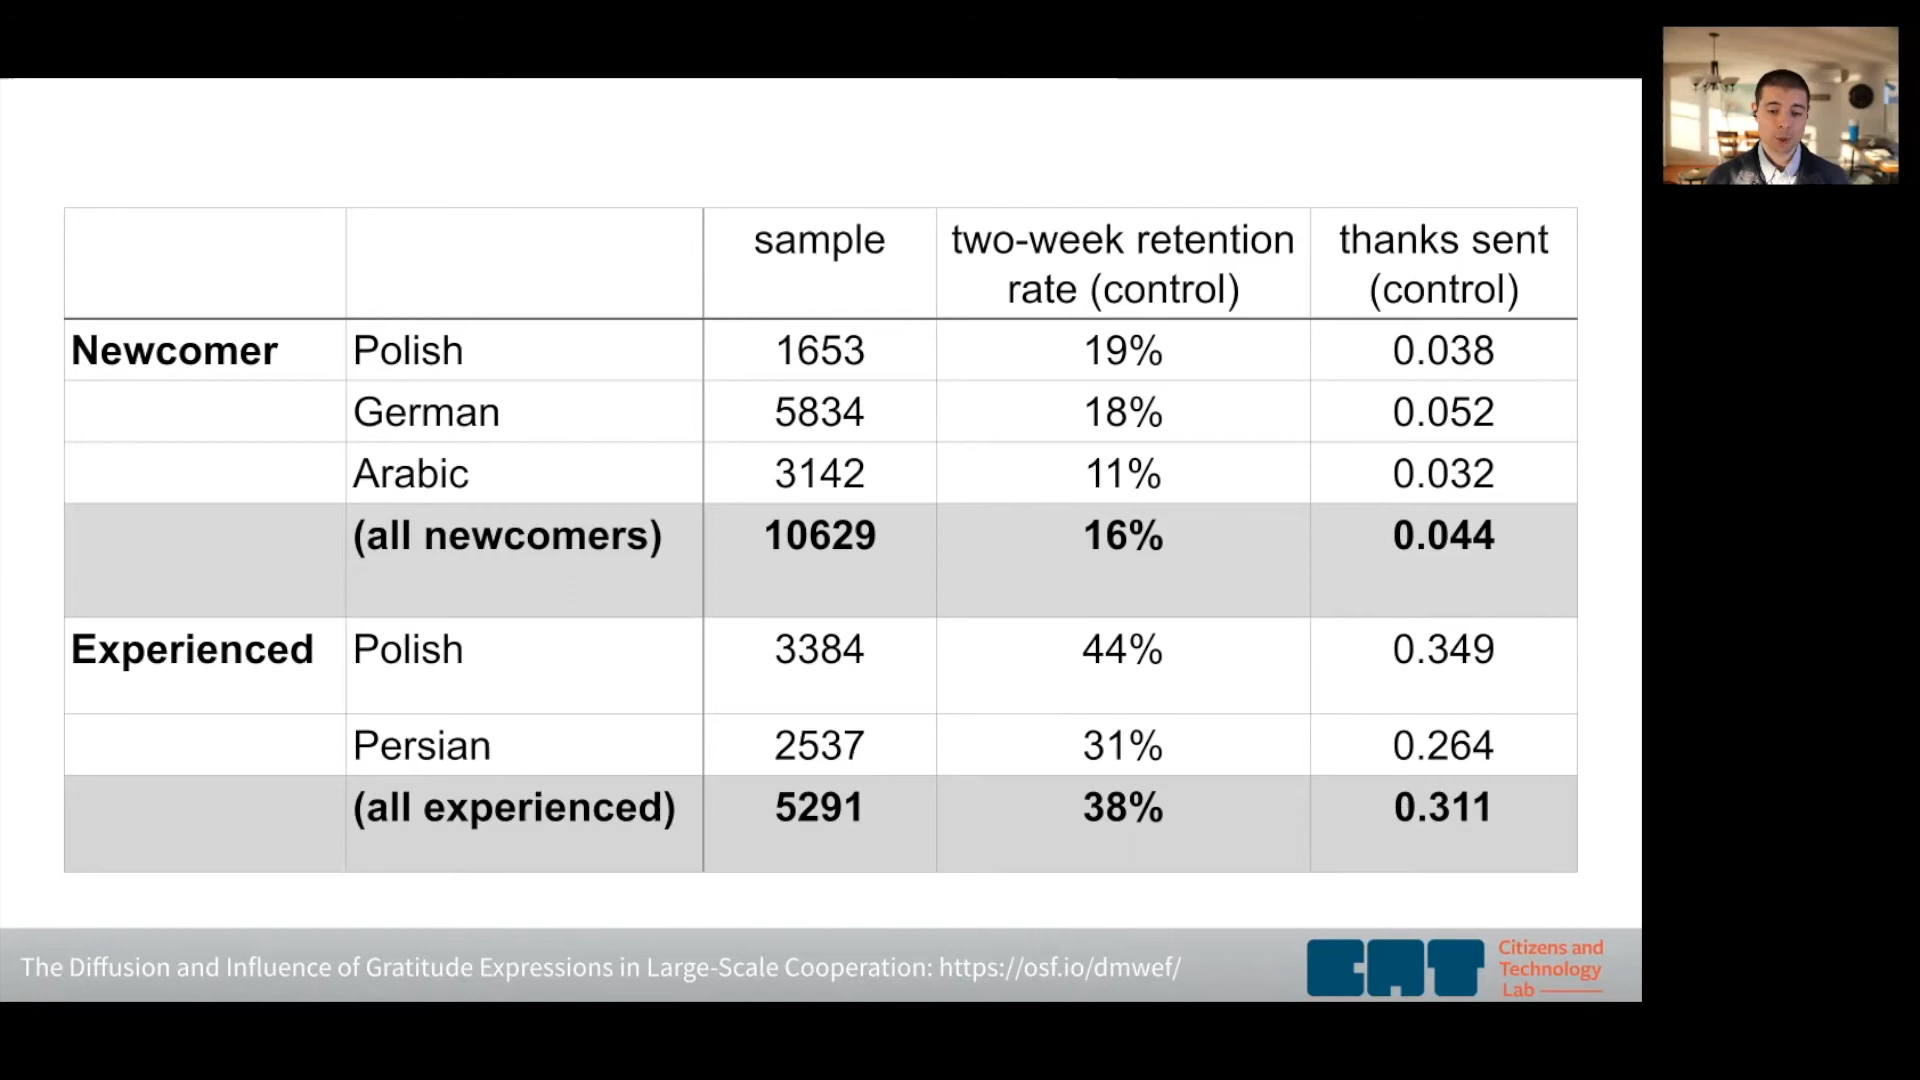 sample two-week retention rate (control) thanks sent (control)
Newcomer Polish 1653 19% 0.038
German 5834 18% 0.052
Arabic 3142 11% 0.032
(all newcomers) 10629 16% 0.044
Experienced Polish 3384 44% 0.349
Persian 2537 31% 0.264
(all experienced) 5291 38% 0.311
The Diffusion and Influence of Gratitude Expressions in Large-Scale Cooperation: https://osf.io/dmwef/
CAT
Citizens and
Technology
Lab